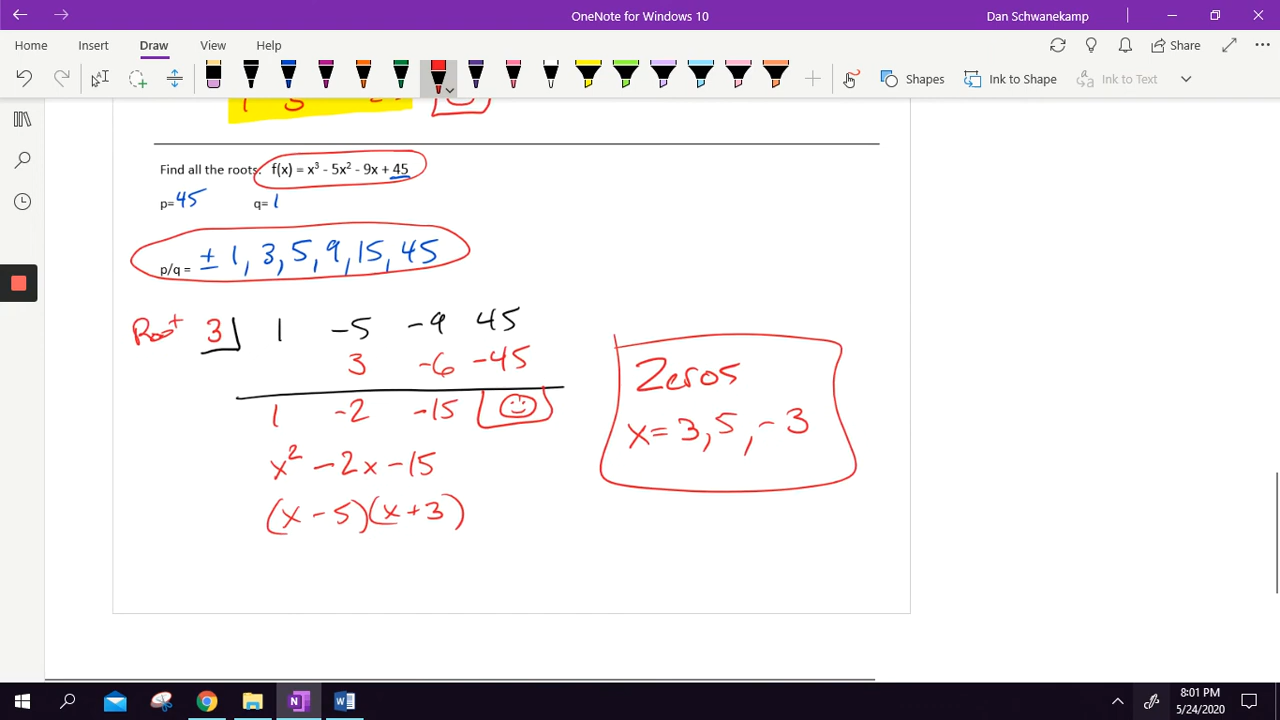 OneNote for Windows 10
Dan Schwanekamp
Home Insert Draw View Help
Share
Shapes Ink to Shape Ink to Text
Find all the roots: f(x) = x³ - 5x² - 9x + 45
p=45 q=1
p/q = ± 1, 3, 5, 9, 15, 45
Root 3 1 -5 -9 45
3 -6 -45
1 -2 -15
x² - 2x - 15
(x - 5)(x + 3)
Zeros
x = 3, 5, -3
8:01 PM
5/24/2020